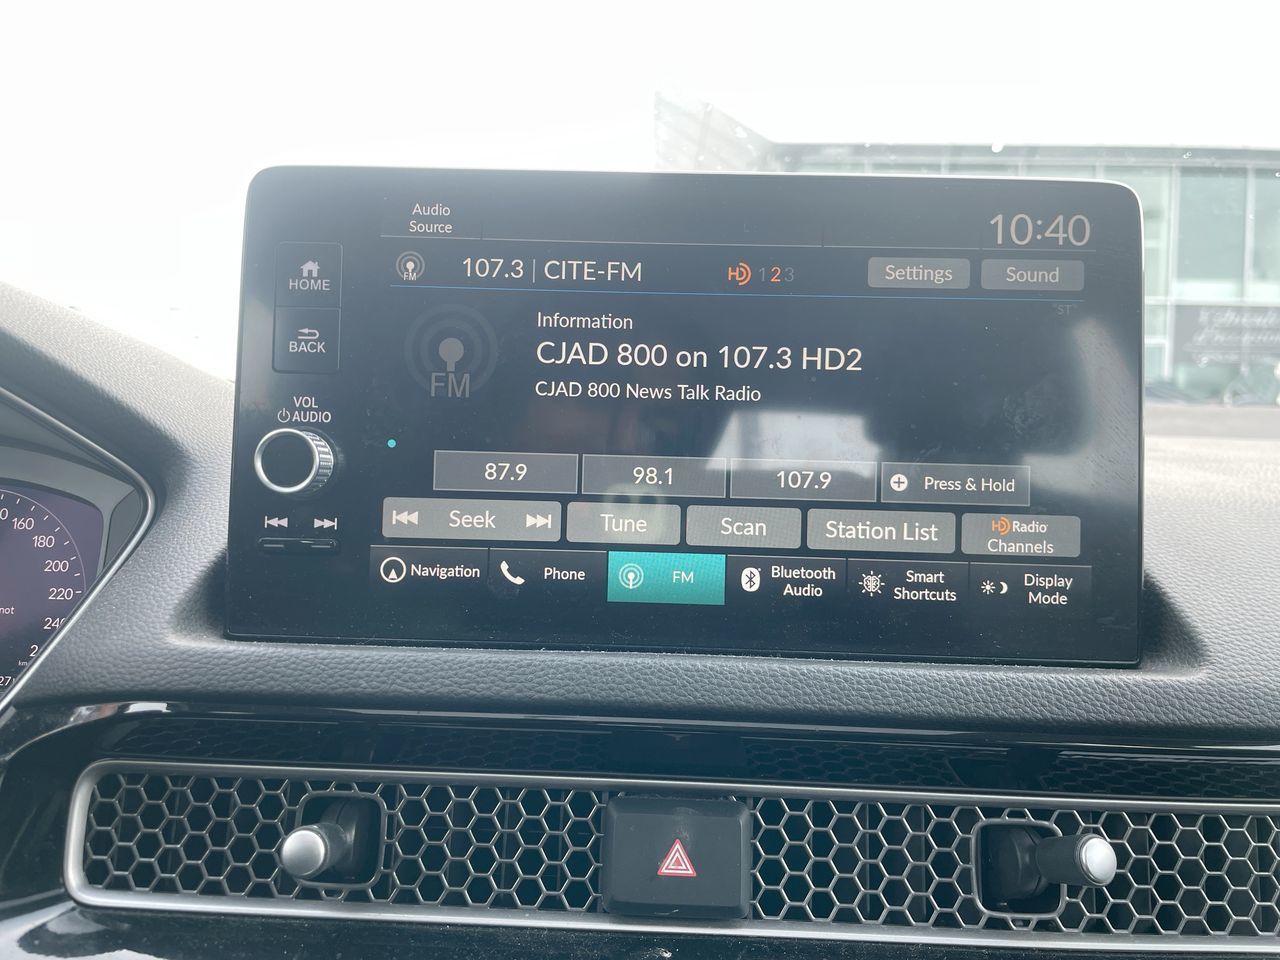 Audio
Source
10:40
HOME
BACK
VOL
AUDIO
FM
107.3 | CITE-FM
HD 1 2 3
Settings
Sound
"ST"
Information
CJAD 800 on 107.3 HD2
CJAD 800 News Talk Radio
FM
87.9
98.1
107.9
Press & Hold
Seek
Tune
Scan
Station List
HD Radio
Channels
Navigation
Phone
FM
Bluetooth
Audio
Smart
Shortcuts
Display
Mode
160
180
200
220
not